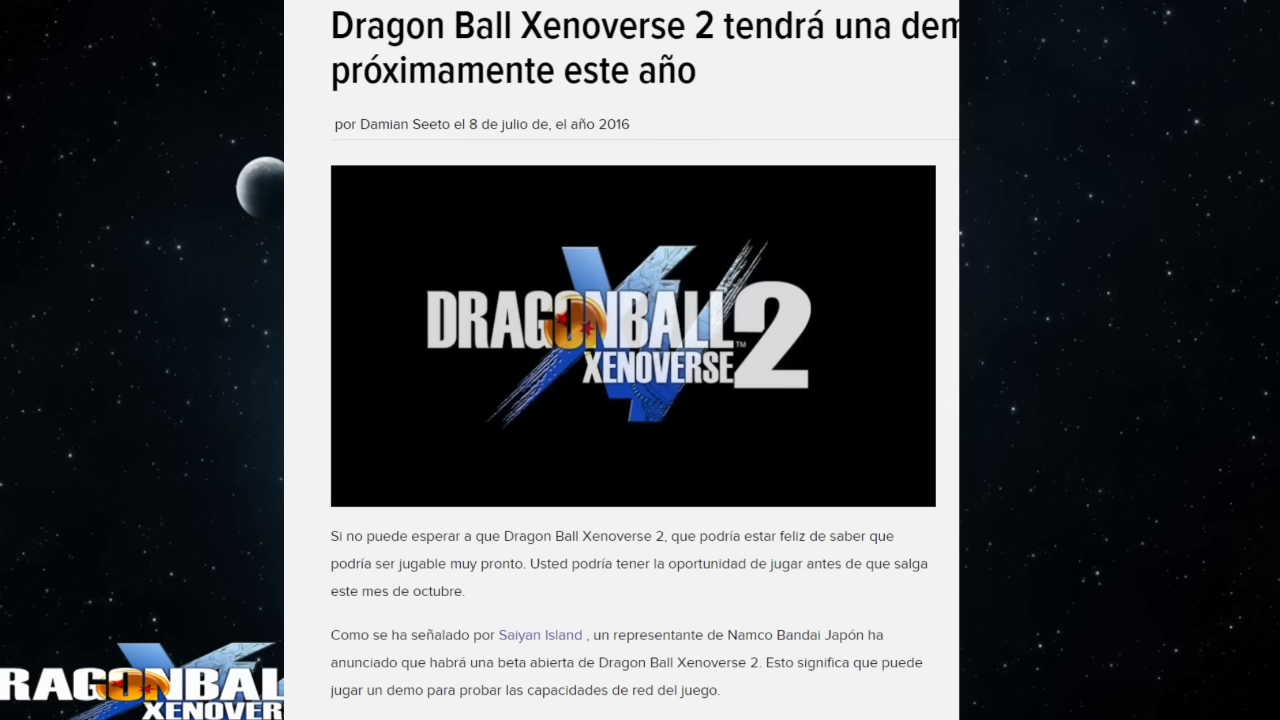 Dragon Ball Xenoverse 2 tendrá una dem
próximamente este año
por Damian Seeto el 8 de julio de, el año 2016
DRAGONBALL™ 2
XENOVERSE
Si no puede esperar a que Dragon Ball Xenoverse 2, que podría estar feliz de saber que
podría ser jugable muy pronto. Usted podría tener la oportunidad de jugar antes de que salga
este mes de octubre.
Como se ha señalado por Saiyan Island , un representante de Namco Bandai Japón ha
anunciado que habrá una beta abierta de Dragon Ball Xenoverse 2. Esto significa que puede
jugar un demo para probar las capacidades de red del juego.
RAGONBAL
XENOVER